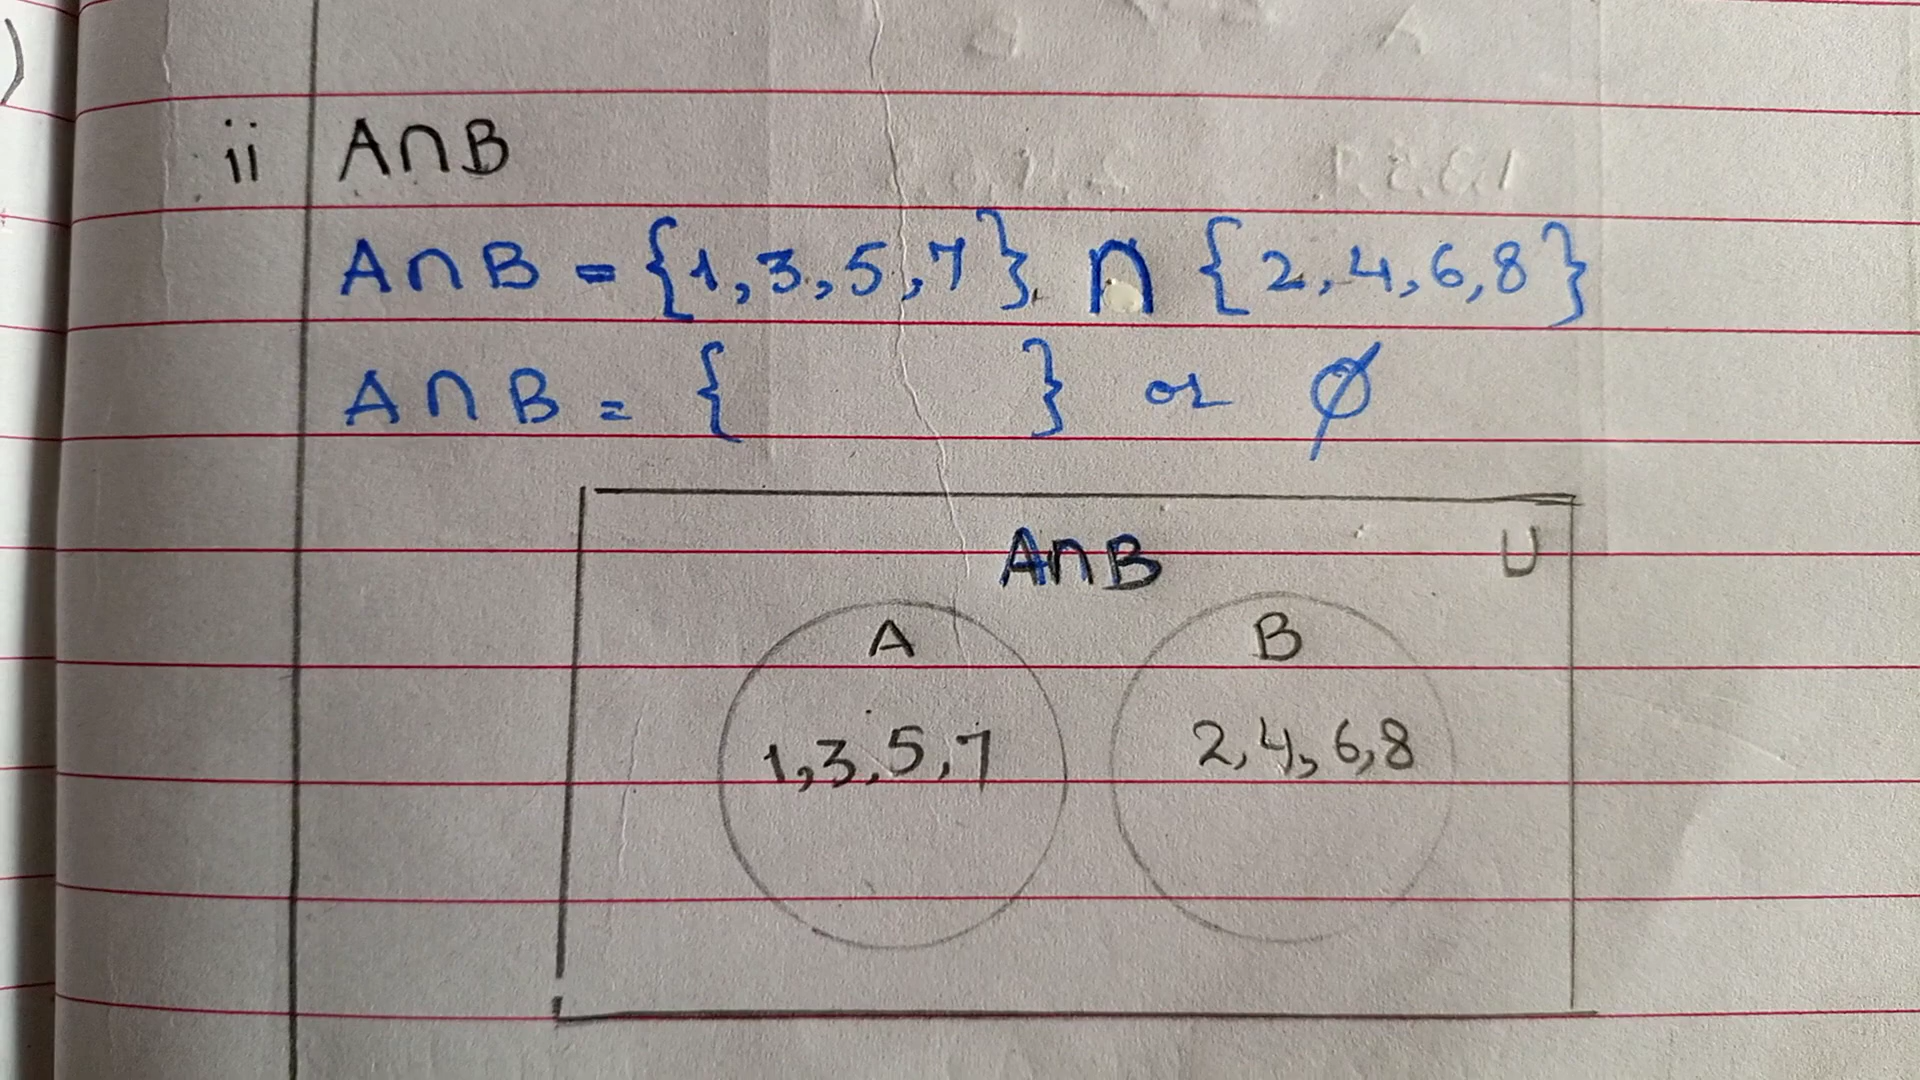 )
ii A∩B
A∩B = {1,3,5,7} ∩ {2,4,6,8}
A∩B = { } or ϕ
A∩B U
A B
1,3,5,7 2,4,6,8